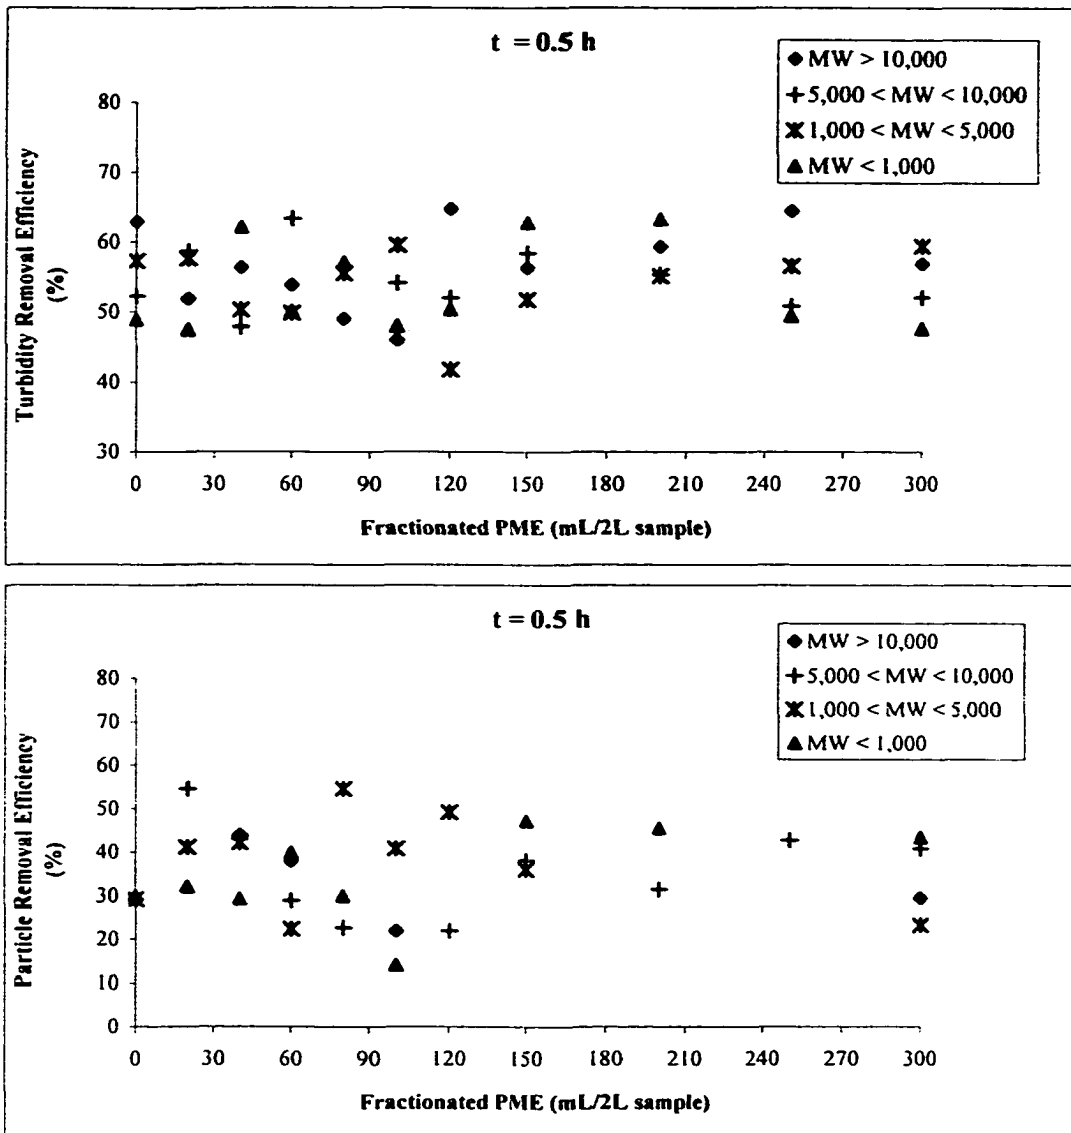 t = 0.5 h
MW > 10,000
5,000 < MW < 10,000
1,000 < MW < 5,000
MW < 1,000
Turbidity Removal Efficiency
(%)
80
70
60
50
40
30
0 30 60 90 120 150 180 210 240 270 300
Fractionated PME (mL/2L sample)
t = 0.5 h
MW > 10,000
5,000 < MW < 10,000
1,000 < MW < 5,000
MW < 1,000
Particle Removal Efficiency
(%)
80
70
60
50
40
30
20
10
0
0 30 60 90 120 150 180 210 240 270 300
Fractionated PME (mL/2L sample)